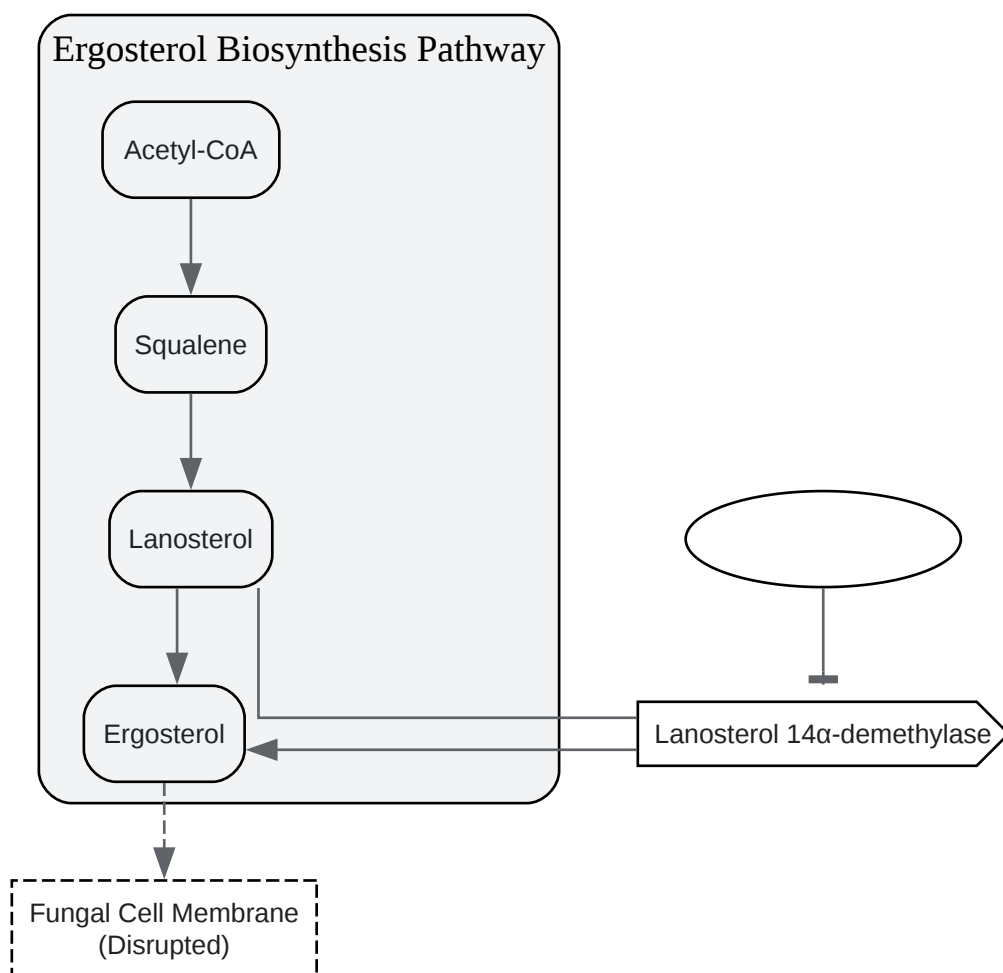 Ergosterol Biosynthesis Pathway
Acetyl-CoA
Squalene
Lanosterol
Ergosterol
Lanosterol 14α-demethylase
Fungal Cell Membrane
(Disrupted)